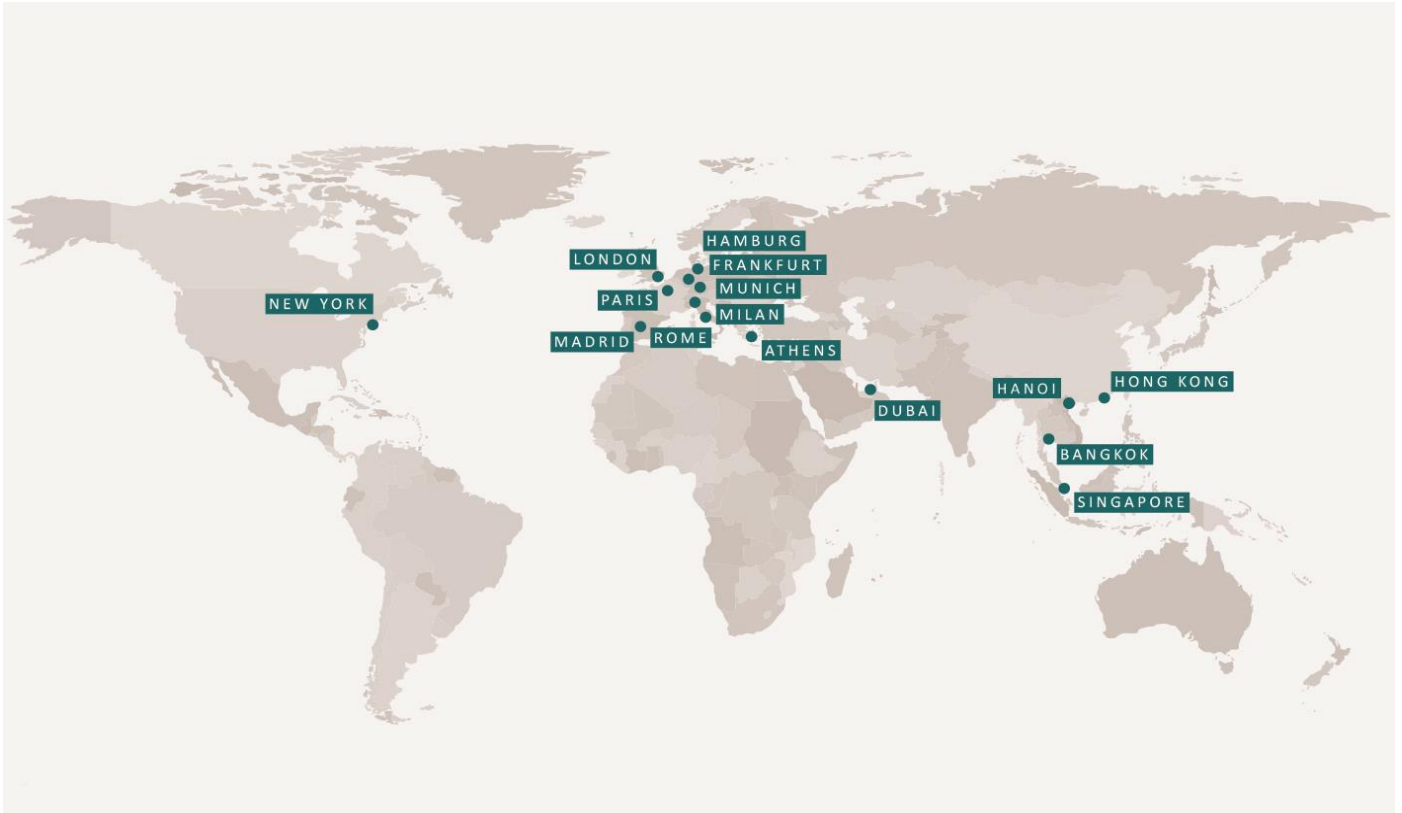 HAMBURG
LONDON
FRANKFURT
MUNICH
PARIS
NEW YORK
MILAN
MADRID
ROME
ATHENS
HONG KONG
HANOI
DUBAI
BANGKOK
SINGAPORE